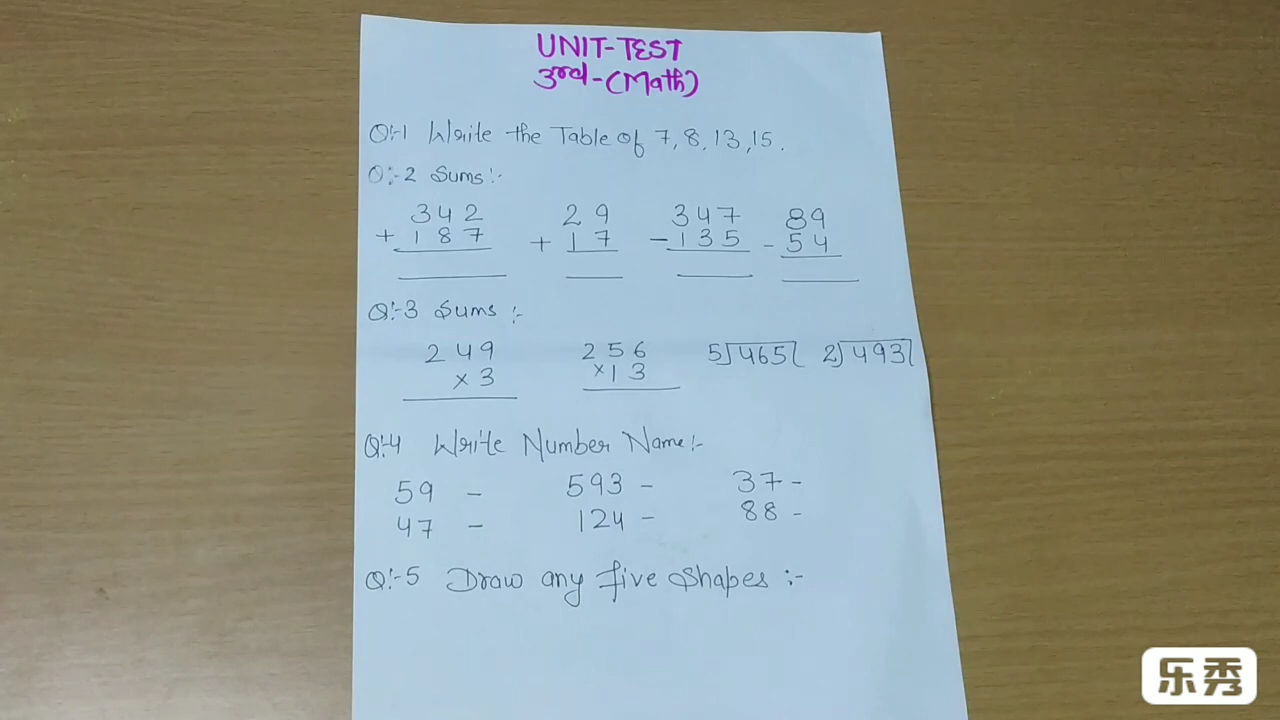 UNIT-TEST
3rd-(Math)
Q:-1 Write the Table of 7, 8, 13, 15.
Q:-2 Sums:-
342 29 347 89
+ 187 + 17 - 135 - 54
Q:-3 Sums :-
249 256 5)465( 2)493(
x 3 x13
Q:-4 Write Number Name:-
59 - 593 - 37 -
47 - 124 - 88 -
Q:-5 Draw any five Shapes :-
乐秀